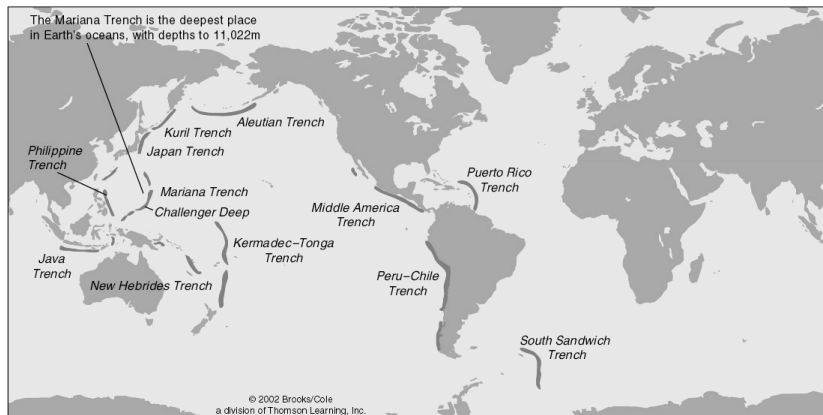 The Mariana Trench is the deepest place
in Earth's oceans, with depths to 11,022m
Aleutian Trench
Kuril Trench
Japan Trench
Philippine
Trench
Mariana Trench
Challenger Deep
Puerto Rico
Trench
Middle America
Trench
Kermadec–Tonga
Trench
Java
Trench
New Hebrides Trench
Peru–Chile
Trench
South Sandwich
Trench
© 2002 Brooks/Cole
a division of Thomson Learning, Inc.